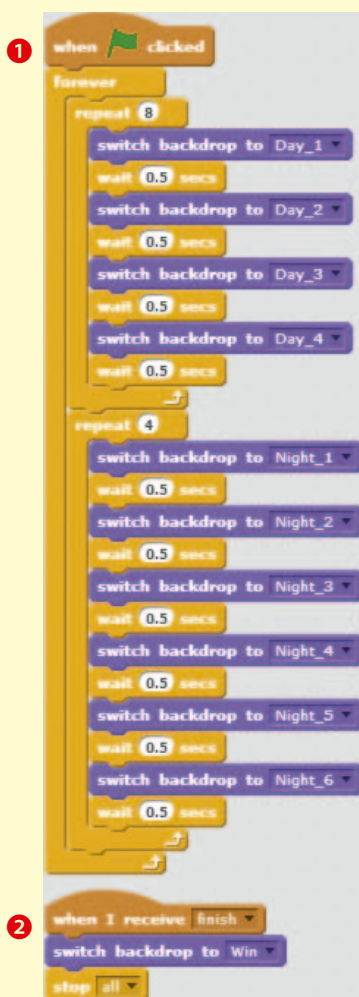 1
when clicked
forever
repeat 8
switch backdrop to Day_1
wait 0.5 secs
switch backdrop to Day_2
wait 0.5 secs
switch backdrop to Day_3
wait 0.5 secs
switch backdrop to Day_4
wait 0.5 secs
repeat 4
switch backdrop to Night_1
wait 0.5 secs
switch backdrop to Night_2
wait 0.5 secs
switch backdrop to Night_3
wait 0.5 secs
switch backdrop to Night_4
wait 0.5 secs
switch backdrop to Night_5
wait 0.5 secs
switch backdrop to Night_6
wait 0.5 secs
2
when I receive finish
switch backdrop to Win
stop all